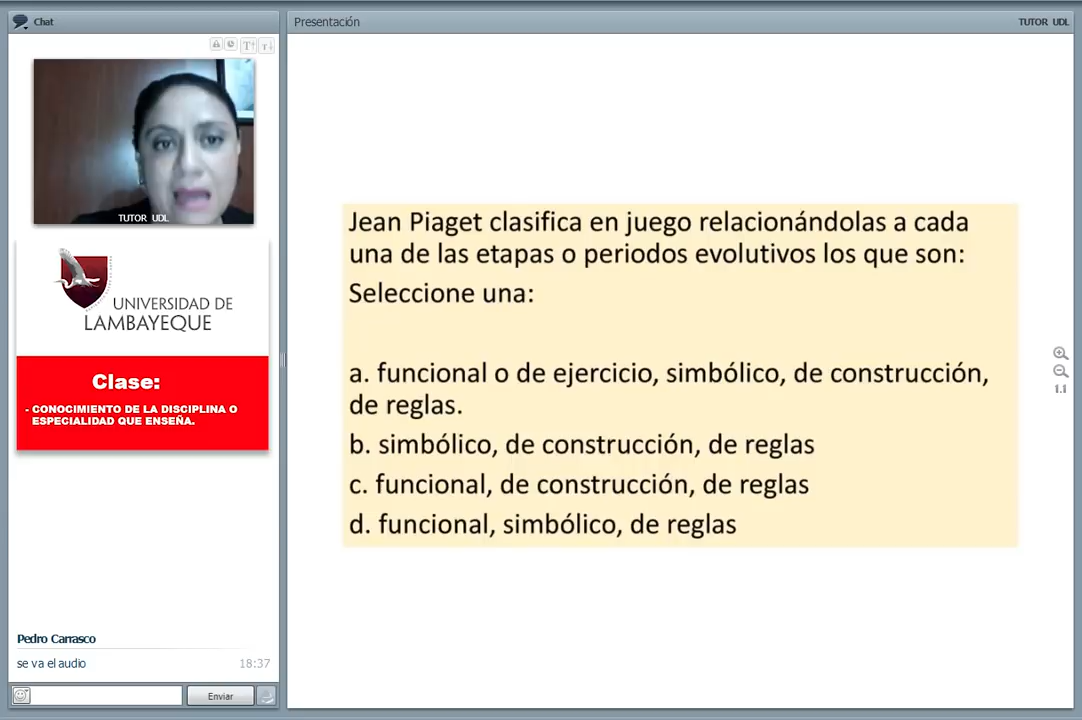 Chat
Presentación
TUTOR UDL
TUTOR UDL
UNIVERSIDAD DE
LAMBAYEQUE
Clase:
- CONOCIMIENTO DE LA DISCIPLINA O
ESPECIALIDAD QUE ENSEÑA.
Jean Piaget clasifica en juego relacionándolas a cada
una de las etapas o periodos evolutivos los que son:
Seleccione una:
a. funcional o de ejercicio, simbólico, de construcción,
de reglas.
b. simbólico, de construcción, de reglas
c. funcional, de construcción, de reglas
d. funcional, simbólico, de reglas
1.1
Pedro Carrasco
se va el audio
18:37
Enviar